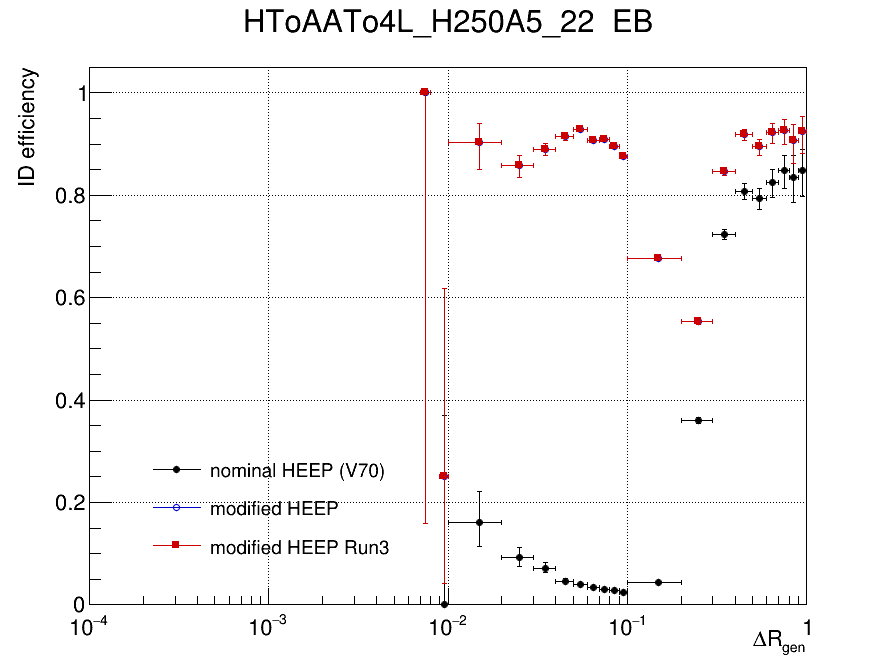 HToAATo4L_H250A5_22 EB
ID efficiency
1
0.8
0.6
0.4
0.2
0
nominal HEEP (V70)
modified HEEP
modified HEEP Run3
10⁻⁴ 10⁻³ 10⁻² 10⁻¹ 1
ΔR_gen